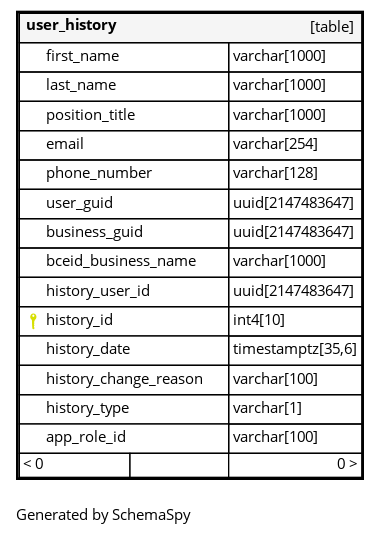 user_history [table]
first_name varchar[1000]
last_name varchar[1000]
position_title varchar[1000]
email varchar[254]
phone_number varchar[128]
user_guid uuid[2147483647]
business_guid uuid[2147483647]
bceid_business_name varchar[1000]
history_user_id uuid[2147483647]
history_id int4[10]
history_date timestamptz[35,6]
history_change_reason varchar[100]
history_type varchar[1]
app_role_id varchar[100]
< 0 0 >
Generated by SchemaSpy